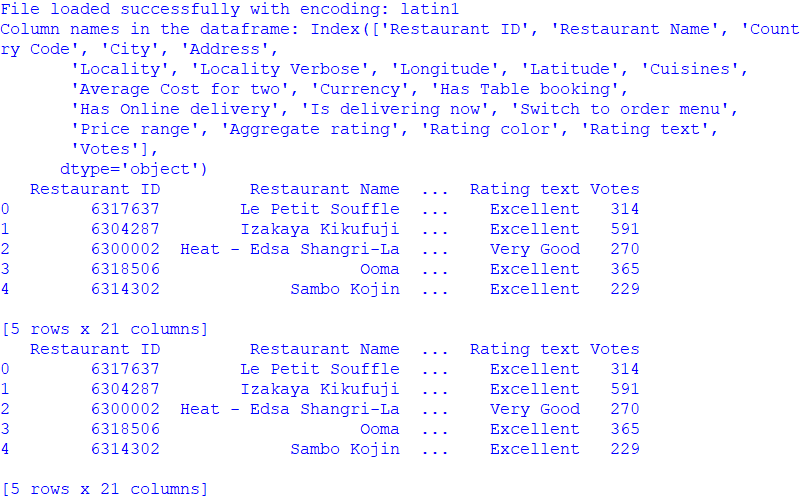 File loaded successfully with encoding: latin1
Column names in the dataframe: Index(['Restaurant ID', 'Restaurant Name', 'Count
ry Code', 'City', 'Address',
       'Locality', 'Locality Verbose', 'Longitude', 'Latitude', 'Cuisines',
       'Average Cost for two', 'Currency', 'Has Table booking',
       'Has Online delivery', 'Is delivering now', 'Switch to order menu',
       'Price range', 'Aggregate rating', 'Rating color', 'Rating text',
       'Votes'],
      dtype='object')
   Restaurant ID         Restaurant Name  ...  Rating text Votes
0        6317637        Le Petit Souffle  ...    Excellent   314
1        6304287        Izakaya Kikufuji  ...    Excellent   591
2        6300002  Heat - Edsa Shangri-La  ...    Very Good   270
3        6318506                    Ooma  ...    Excellent   365
4        6314302             Sambo Kojin  ...    Excellent   229

[5 rows x 21 columns]
   Restaurant ID         Restaurant Name  ...  Rating text Votes
0        6317637        Le Petit Souffle  ...    Excellent   314
1        6304287        Izakaya Kikufuji  ...    Excellent   591
2        6300002  Heat - Edsa Shangri-La  ...    Very Good   270
3        6318506                    Ooma  ...    Excellent   365
4        6314302             Sambo Kojin  ...    Excellent   229

[5 rows x 21 columns]